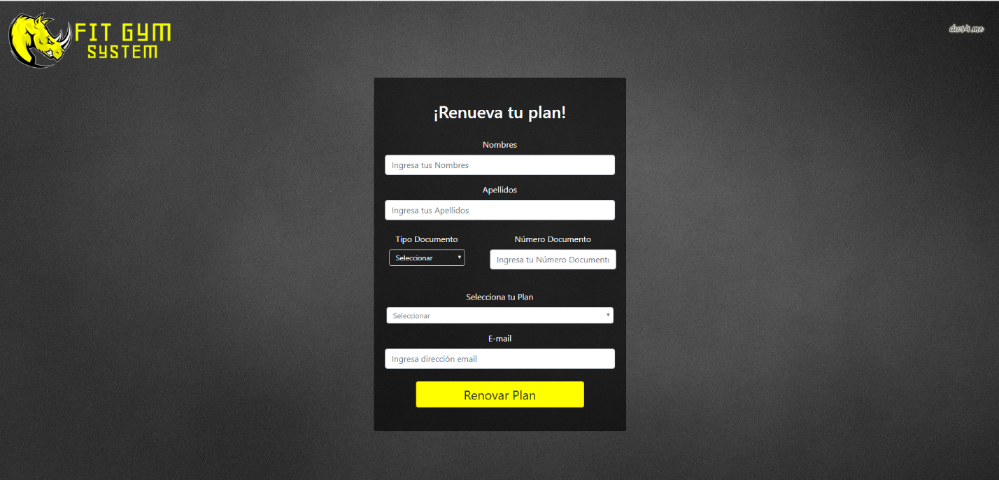 FIT GYM
SYSTEM
dws4.me
¡Renueva tu plan!
Nombres
Ingresa tus Nombres
Apellidos
Ingresa tus Apellidos
Tipo Documento
Número Documento
Seleccionar
Ingresa tu Número Documento
Selecciona tu Plan
Seleccionar
E-mail
Ingresa dirección email
Renovar Plan